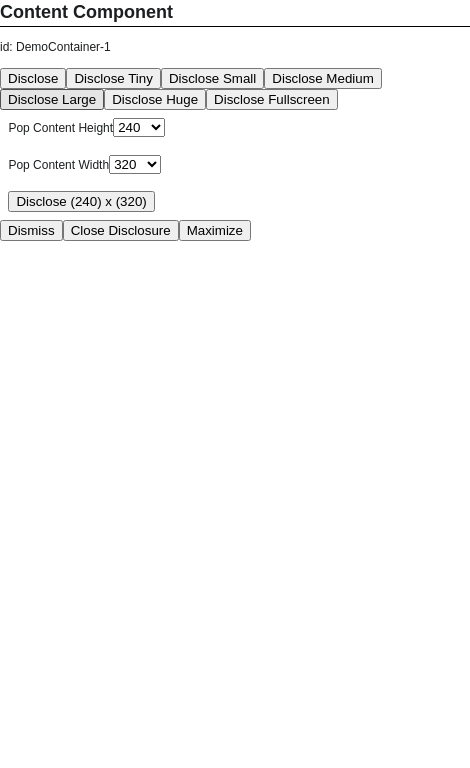 Content Component
id: DemoContainer-1
Disclose Disclose Tiny Disclose Small Disclose Medium
Disclose Large Disclose Huge Disclose Fullscreen
Pop Content Height 240
Pop Content Width 320
Disclose (240) x (320)
Dismiss Close Disclosure Maximize